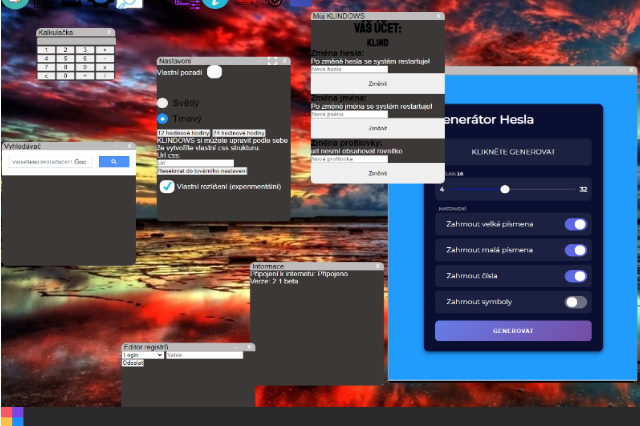 Kalkulačka
1 2 3 +
4 5 6 -
7 8 9 x
c 0 = /
Vyhledavač
Goo
Nastavení
Vlastní pozadí
Světlý
Tmavý
12 hodinové hodiny 24 hodinové hodiny
KLINDOWS si můžete upravit podle sebe
že vytvoříte vlastní css strukturu.
Url css:
Url
Resetovat do továrního nastavení
Vlastní rozlišení (experimentální)
Můj KLINDOWS
VÁŠ ÚČET:
KLIND
Změna hesla:
Po změně hesla se systém restartuje!
Nové heslo
Změnit
Změna jména:
Po změně jména se systém restartuje!
Nové jméno
Změnit
Změna profilovky:
url nesmí obsahovat rovnítko
Nová profilovka
Změnit
Informace
Připojení k internetu: Připojeno
Verze: 2.1 beta
Editor registrů
Login Value
Odeslat
enerátor Hesla
KLIKNĚTE GENEROVAT
16
4 32
NASTAVENÍ
Zahrnout velká písmena
Zahrnout malá písmena
Zahrnout čísla
Zahrnout symboly
GENEROVAT